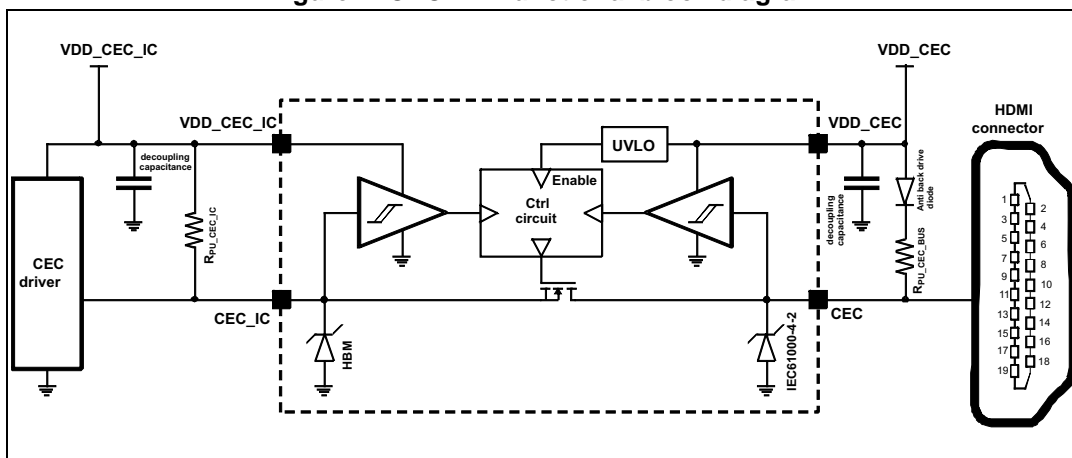 VDD_CEC_IC
VDD_CEC
HDMI
connector
VDD_CEC_IC
VDD_CEC
UVLO
decoupling
capacitance
Enable
Ctrl
circuit
decoupling
capacitance
Anti back drive
diode
RPU_CEC_IC
RPU_CEC_BUS
CEC
driver
CEC_IC
CEC
HBM
IEC61000-4-2
1
2
3
4
5
6
7
8
9
10
11
12
13
14
15
16
17
18
19